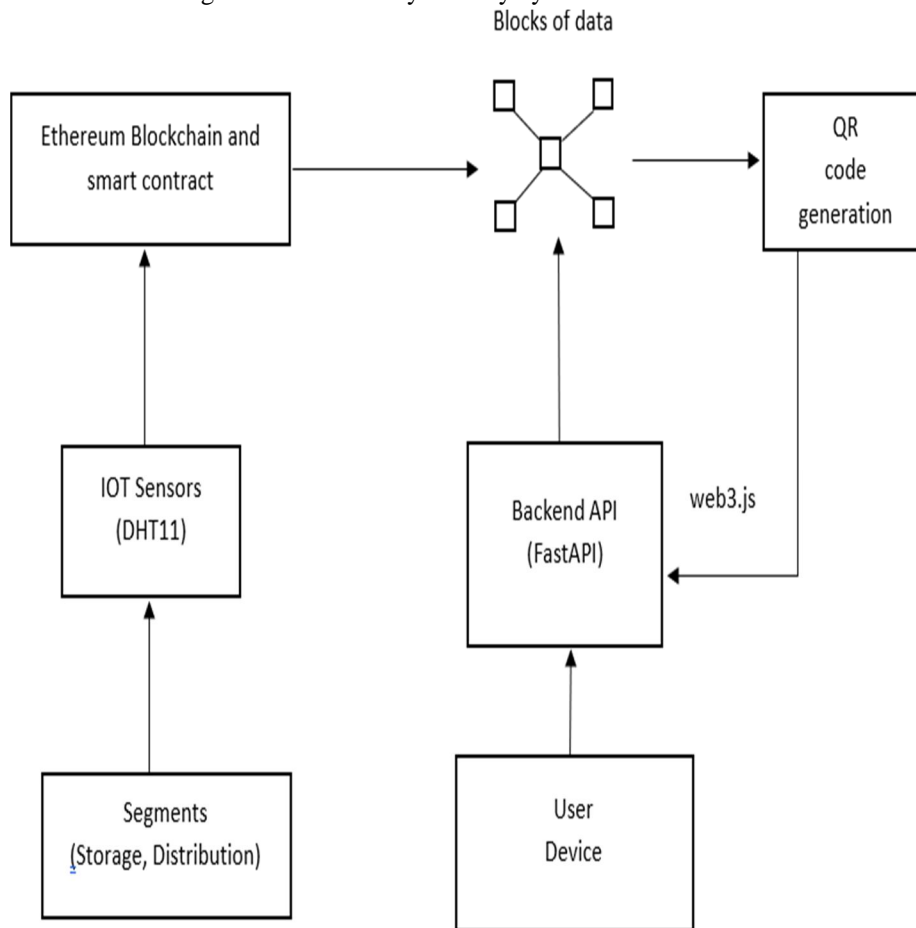 Blocks of data
Ethereum Blockchain and
smart contract
QR
code
generation
IOT Sensors
(DHT11)
Backend API
(FastAPI)
web3.js
Segments
(Storage, Distribution)
User
Device